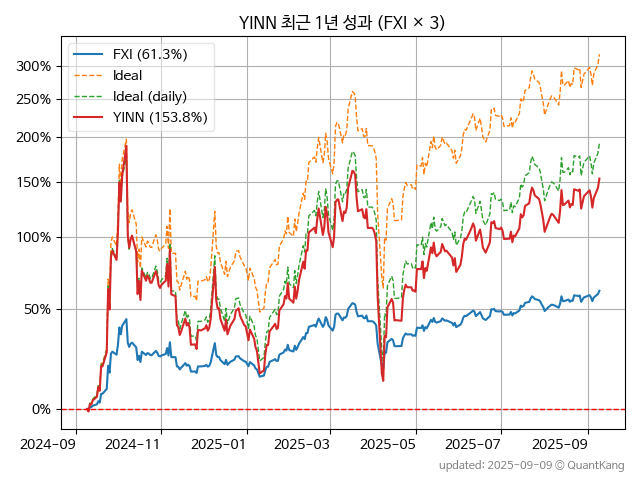 YINN 최근 1년 성과 (FXI × 3)
FXI (61.3%)
Ideal
Ideal (daily)
YINN (153.8%)
300%
250%
200%
150%
100%
50%
0%
2024-09
2024-11
2025-01
2025-03
2025-05
2025-07
2025-09
updated: 2025-09-09 © QuantKang